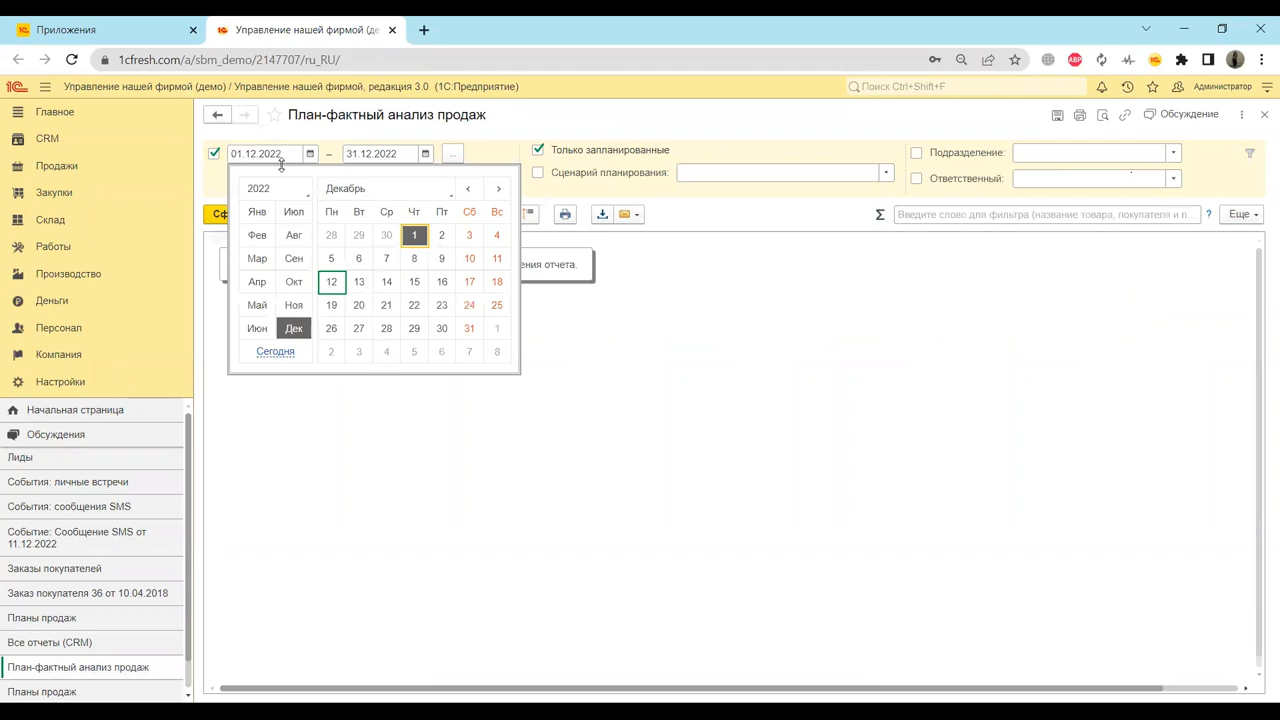 Приложения
Управление нашей фирмой (де
1cfresh.com/a/sbm_demo/2147707/ru_RU/
ABP
Управление нашей фирмой (демо) / Управление нашей фирмой, редакция 3.0 (1С:Предприятие)
Поиск Ctrl+Shift+F
Администратор
Главное
CRM
Продажи
Закупки
Склад
Работы
Производство
Деньги
Персонал
Компания
Настройки
Начальная страница
Обсуждения
Лиды
События: личные встречи
События: сообщения SMS
Событие: Сообщение SMS от
11.12.2022
Заказы покупателей
Заказ покупателя 36 от 10.04.2018
Планы продаж
Все отчеты (CRM)
План-фактный анализ продаж
Планы продаж
План-фактный анализ продаж
Обсуждение
01.12.2022 – 31.12.2022 ...
Только запланированные
Сценарий планирования:
Подразделение:
Ответственный:
Сф
Σ Введите слово для фильтра (название товара, покупателя и п... ? Еще
ения отчета.
2022 Декабрь < >
Янв Июл Пн Вт Ср Чт Пт Сб Вс
Фев Авг 28 29 30 1 2 3 4
Мар Сен 5 6 7 8 9 10 11
Апр Окт 12 13 14 15 16 17 18
Май Ноя 19 20 21 22 23 24 25
Июн Дек 26 27 28 29 30 31 1
Сегодня 2 3 4 5 6 7 8